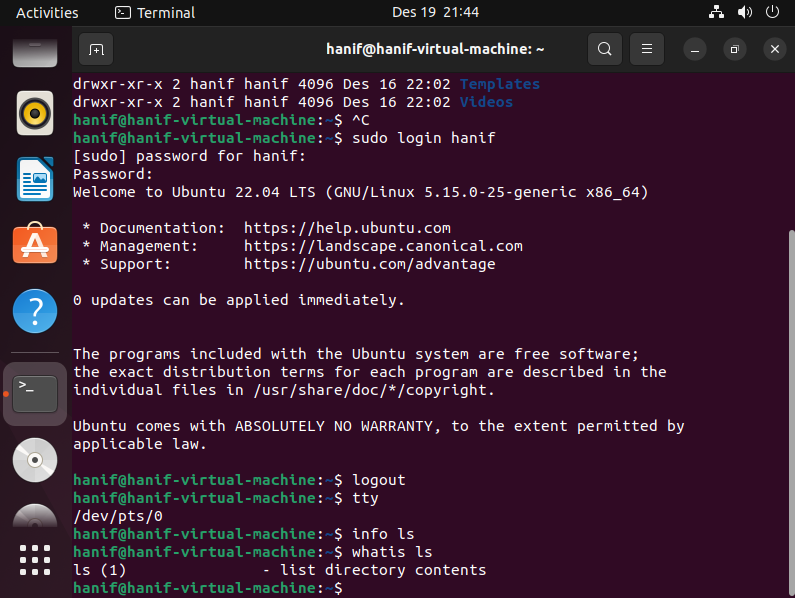 Activities
Terminal
Des 19 21:44
hanif@hanif-virtual-machine: ~
drwxr-xr-x 2 hanif hanif 4096 Des 16 22:02 Templates
drwxr-xr-x 2 hanif hanif 4096 Des 16 22:02 Videos
hanif@hanif-virtual-machine:~$ ^C
hanif@hanif-virtual-machine:~$ sudo login hanif
[sudo] password for hanif:
Password:
Welcome to Ubuntu 22.04 LTS (GNU/Linux 5.15.0-25-generic x86_64)
* Documentation:  https://help.ubuntu.com
* Management:     https://landscape.canonical.com
* Support:        https://ubuntu.com/advantage
0 updates can be applied immediately.
The programs included with the Ubuntu system are free software;
the exact distribution terms for each program are described in the
individual files in /usr/share/doc/*/copyright.
Ubuntu comes with ABSOLUTELY NO WARRANTY, to the extent permitted by
applicable law.
hanif@hanif-virtual-machine:~$ logout
hanif@hanif-virtual-machine:~$ tty
/dev/pts/0
hanif@hanif-virtual-machine:~$ info ls
hanif@hanif-virtual-machine:~$ whatis ls
ls (1)               - list directory contents
hanif@hanif-virtual-machine:~$